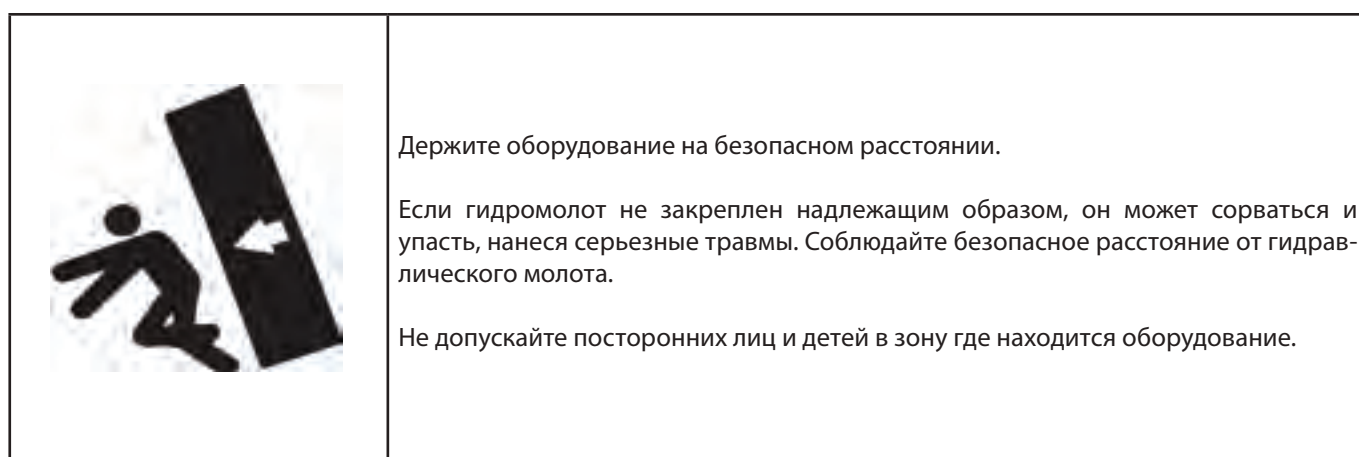 Держите оборудование на безопасном расстоянии.
Если гидромолот не закреплен надлежащим образом, он может сорваться и
упасть, нанеся серьезные травмы. Соблюдайте безопасное расстояние от гидрав-
лического молота.
Не допускайте посторонних лиц и детей в зону где находится оборудование.